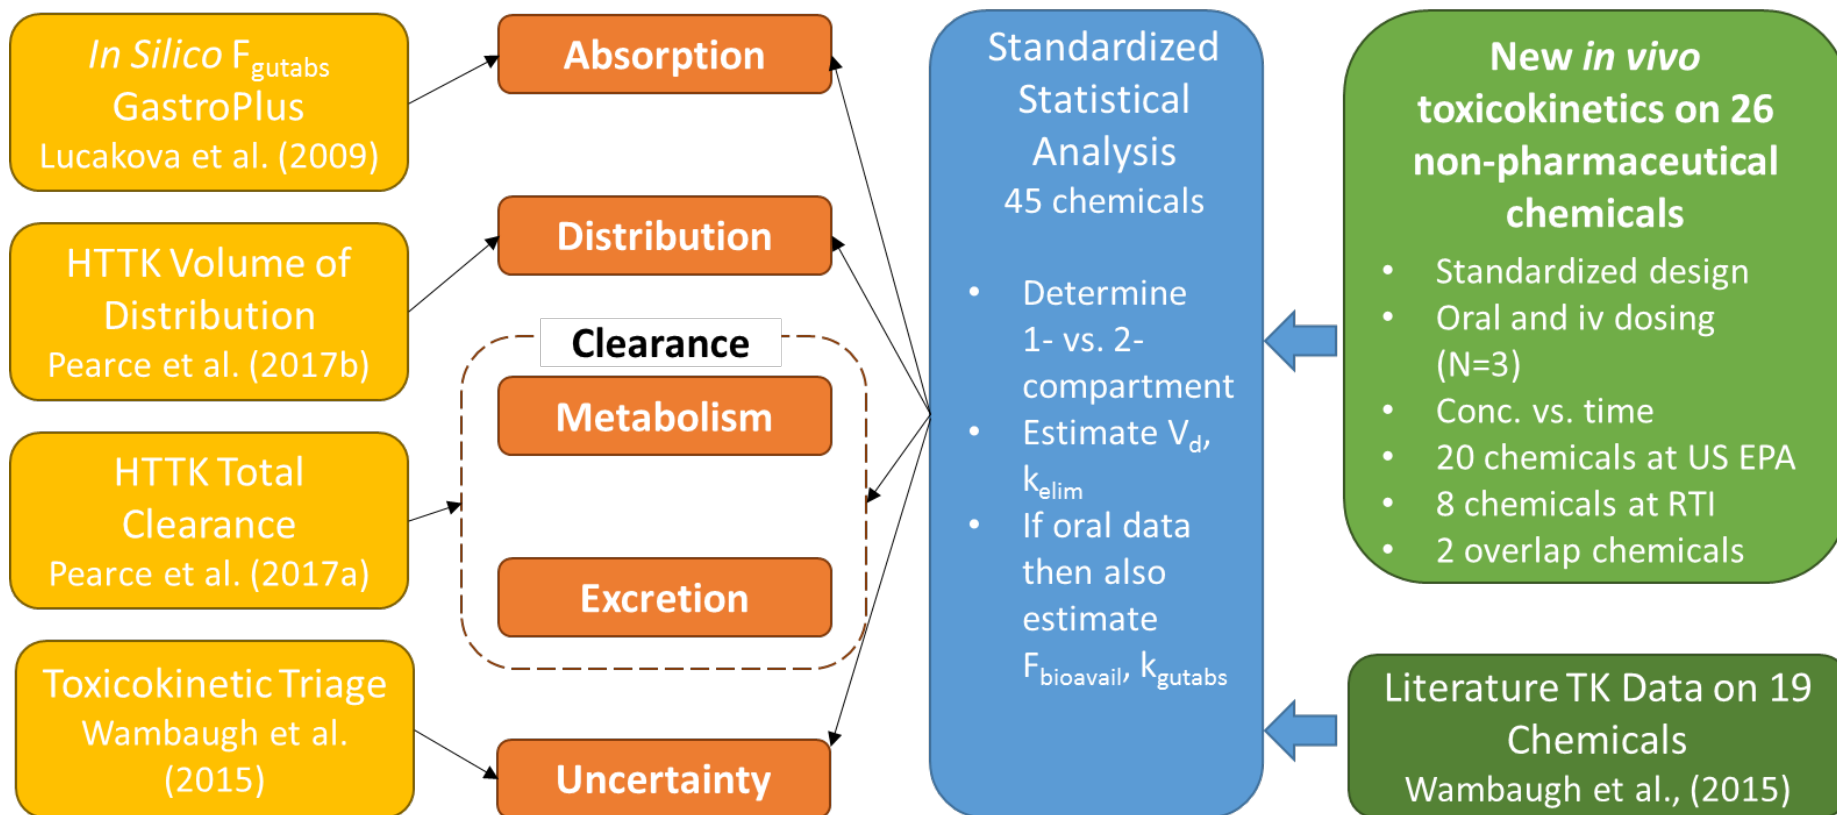 In Silico Fgutabs
GastroPlus
Lucakova et al. (2009)
HTTK Volume of
Distribution
Pearce et al. (2017b)
HTTK Total
Clearance
Pearce et al. (2017a)
Toxicokinetic Triage
Wambaugh et al.
(2015)
Absorption
Distribution
Clearance
Metabolism
Excretion
Uncertainty
Standardized
Statistical
Analysis
45 chemicals
• Determine
1- vs. 2-
compartment
• Estimate Vd,
kelim
• If oral data
then also
estimate
Fbioavail, kgutabs
New in vivo
toxicokinetics on 26
non-pharmaceutical
chemicals
• Standardized design
• Oral and iv dosing
(N=3)
• Conc. vs. time
• 20 chemicals at US EPA
• 8 chemicals at RTI
• 2 overlap chemicals
Literature TK Data on 19
Chemicals
Wambaugh et al., (2015)